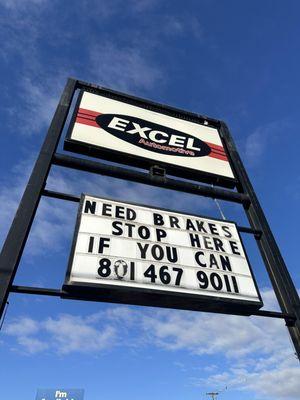 EXCEL
Automotive
NEED BRAKES
STOP HERE
IF YOU CAN
801 467 9011
I'm